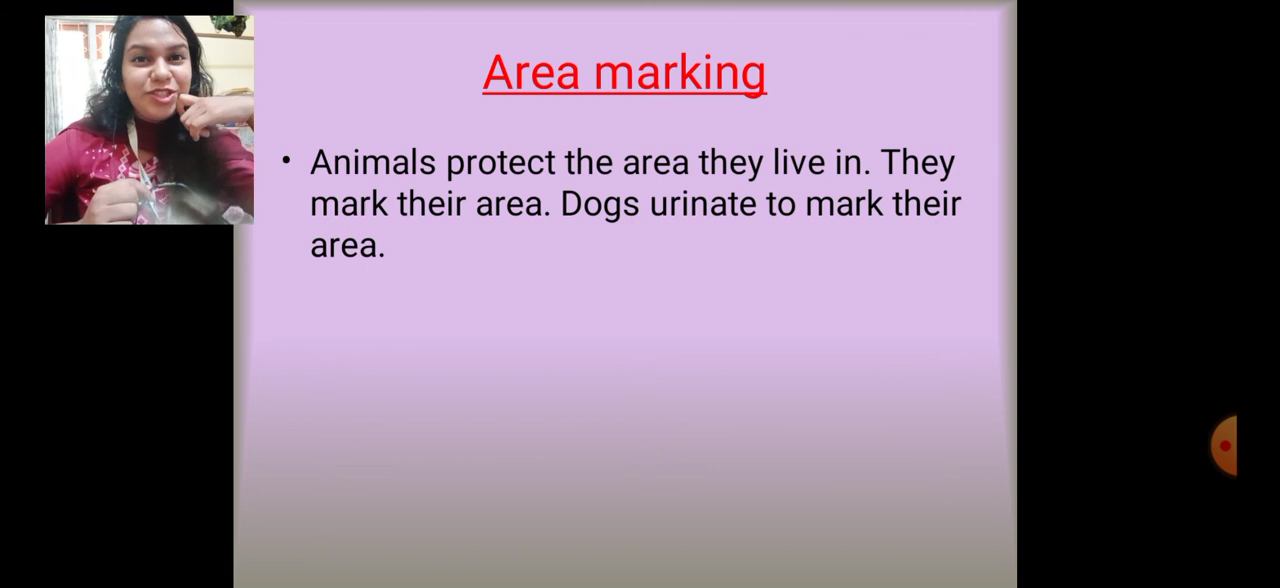 Area marking
• Animals protect the area they live in. They
mark their area. Dogs urinate to mark their
area.